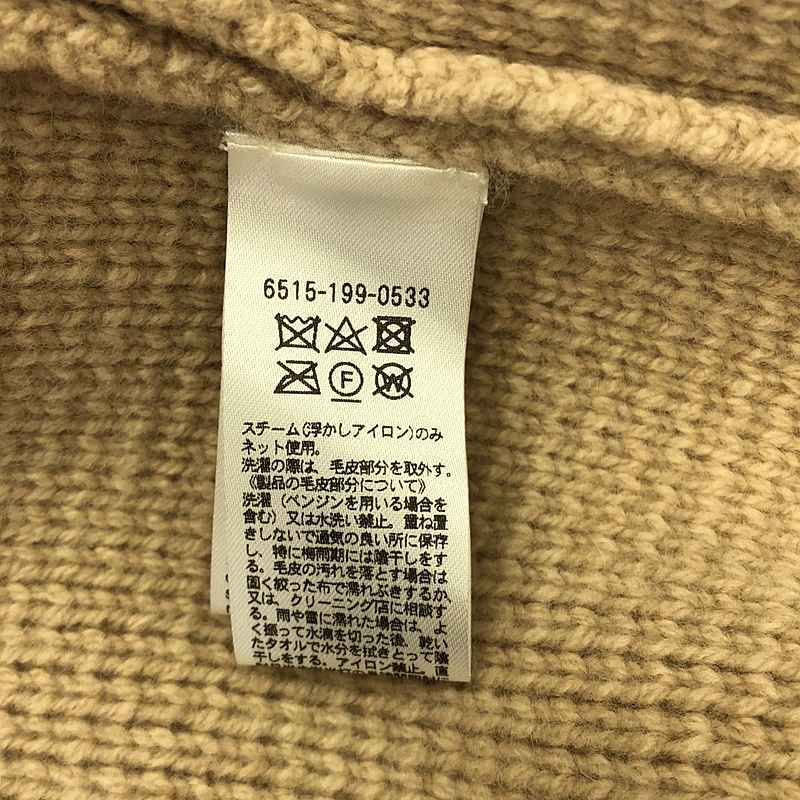 6515-199-0533
F
W
スチーム(浮かしアイロン)のみ
ネット使用。
洗濯の際は、毛皮部分を取外す。
《製品の毛皮部分について》
洗濯(ベンジンを用いる場合を
含む)又は水洗い禁止。重ね置
きしないで通気の良い所に保存
し、特に梅雨期には陰干しをす
る。毛皮の汚れを落とす場合は
固く絞った布で濡れぶきするか、
又は、クリーニング店に相談す
る。雨や雪に濡れた場合は、よ
く振って水滴を切った後、乾い
たタオルで水分を拭きとって陰
干しをする。アイロン禁止。直